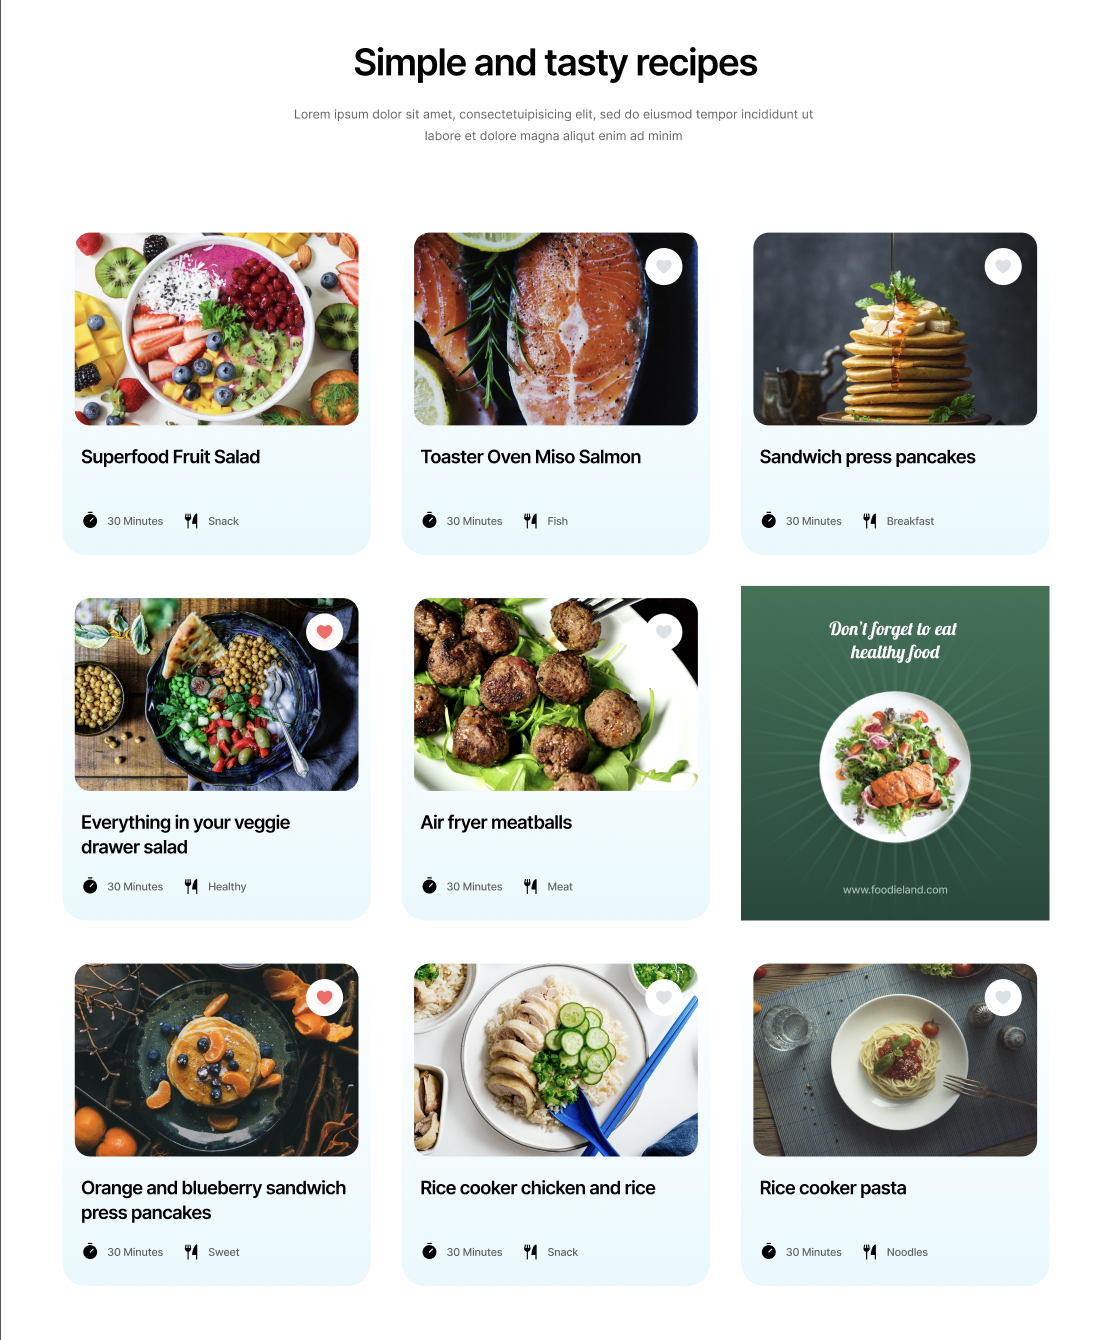 Simple and tasty recipes
Lorem ipsum dolor sit amet, consectetuipisicing elit, sed do eiusmod tempor incididunt ut
labore et dolore magna aliqut enim ad minim
Superfood Fruit Salad
30 Minutes
Snack
Toaster Oven Miso Salmon
30 Minutes
Fish
Sandwich press pancakes
30 Minutes
Breakfast
Everything in your veggie
drawer salad
30 Minutes
Healthy
Air fryer meatballs
30 Minutes
Meat
Don't forget to eat
healthy food
www.foodieland.com
Orange and blueberry sandwich
press pancakes
30 Minutes
Sweet
Rice cooker chicken and rice
30 Minutes
Snack
Rice cooker pasta
30 Minutes
Noodles